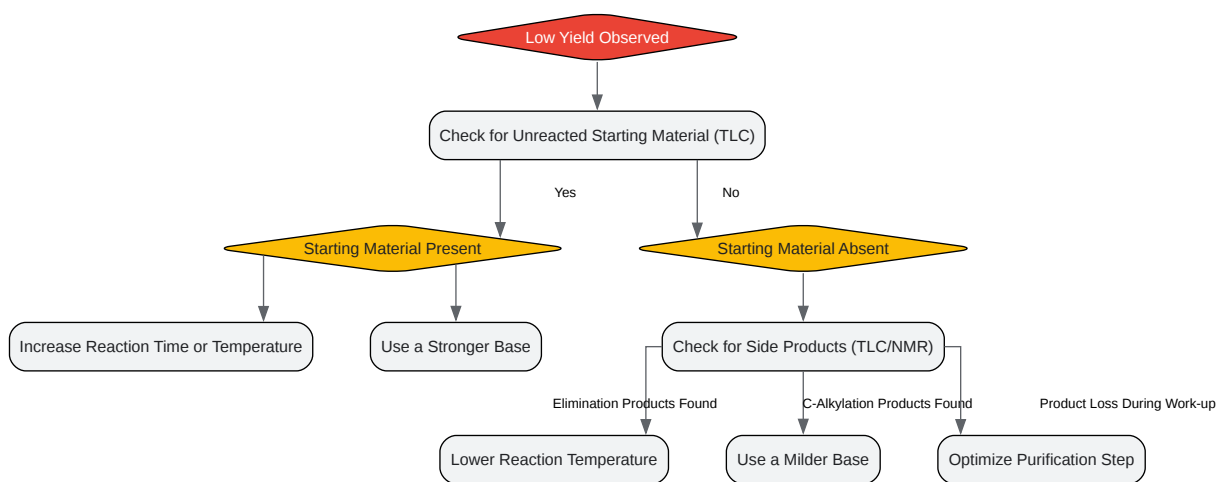 Low Yield Observed
Check for Unreacted Starting Material (TLC)
Yes
No
Starting Material Present
Starting Material Absent
Increase Reaction Time or Temperature
Use a Stronger Base
Check for Side Products (TLC/NMR)
Elimination Products Found
C-Alkylation Products Found
Product Loss During Work-up
Lower Reaction Temperature
Use a Milder Base
Optimize Purification Step